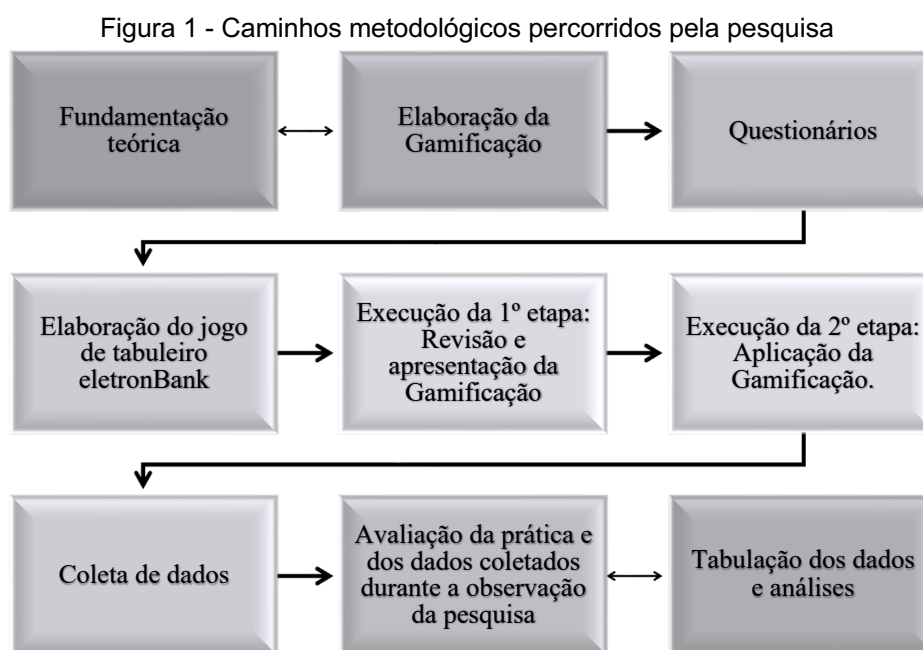 Figura 1 - Caminhos metodológicos percorridos pela pesquisa
Fundamentação
teórica
Elaboração da
Gamificação
Questionários
Elaboração do jogo
de tabuleiro
eletronBank
Execução da 1º etapa:
Revisão e
apresentação da
Gamificação
Execução da 2º etapa:
Aplicação da
Gamificação.
Coleta de dados
Avaliação da prática e
dos dados coletados
durante a observação
da pesquisa
Tabulação dos dados
e análises